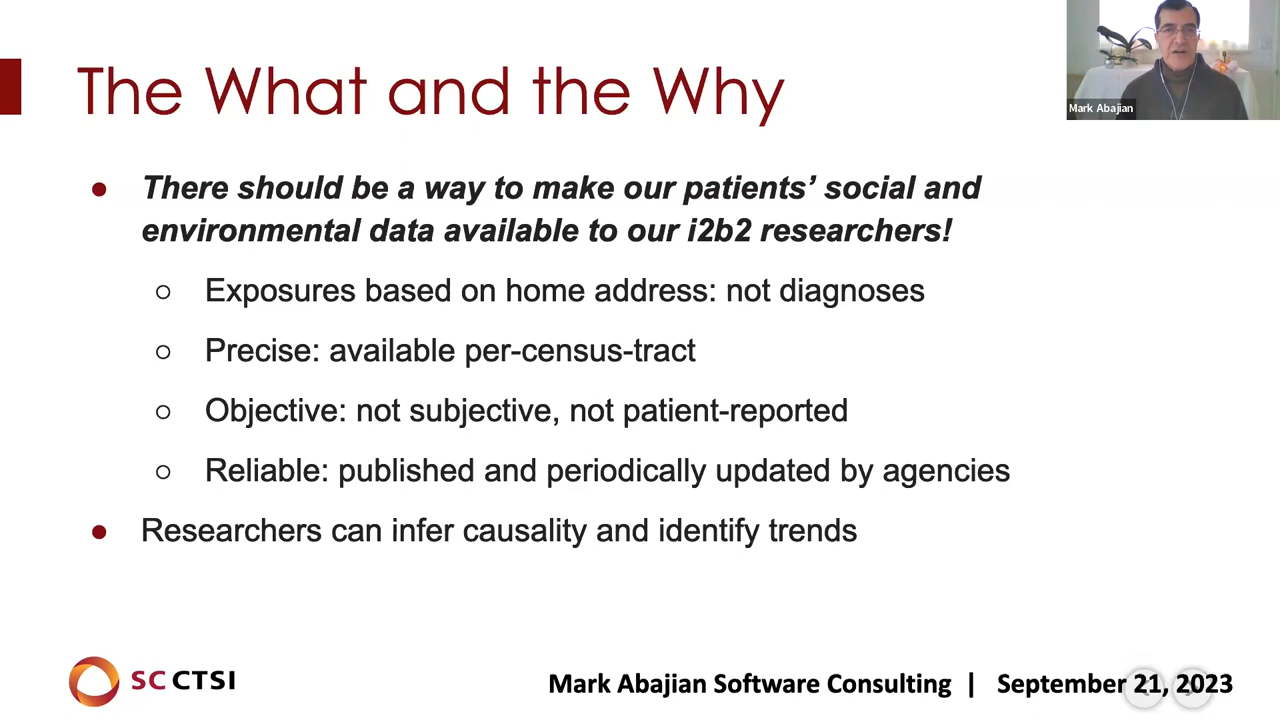 The What and the Why
Mark Abajian
● There should be a way to make our patients’ social and
environmental data available to our i2b2 researchers!
○ Exposures based on home address: not diagnoses
○ Precise: available per-census-tract
○ Objective: not subjective, not patient-reported
○ Reliable: published and periodically updated by agencies
● Researchers can infer causality and identify trends
SC CTSI
Mark Abajian Software Consulting | September 21, 2023